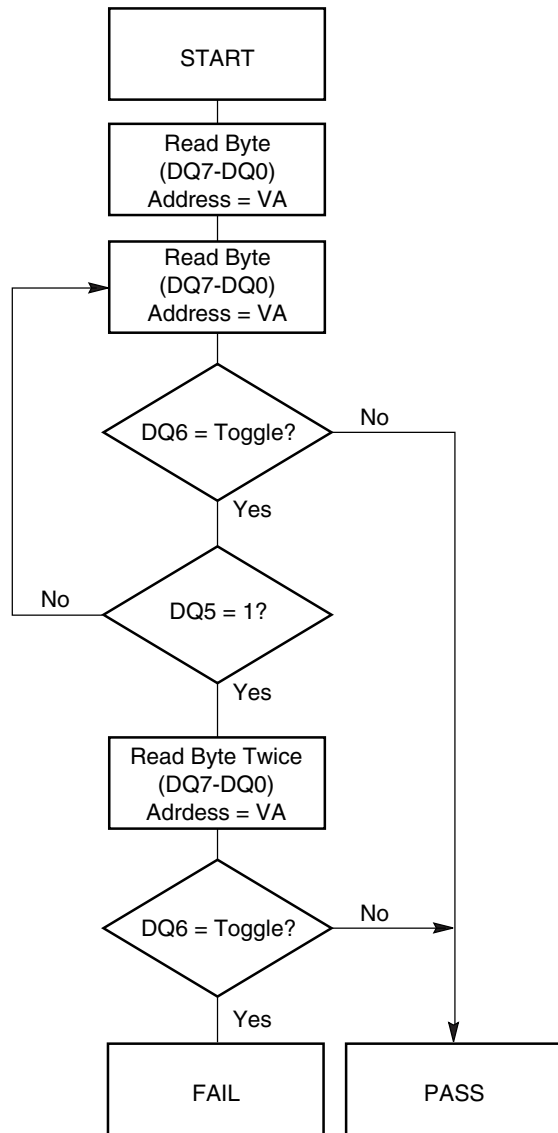 START
Read Byte
(DQ7-DQ0)
Address = VA
Read Byte
(DQ7-DQ0)
Address = VA
DQ6 = Toggle?
No
Yes
No
DQ5 = 1?
Yes
Read Byte Twice
(DQ7-DQ0)
Adrdess = VA
DQ6 = Toggle?
No
Yes
FAIL
PASS